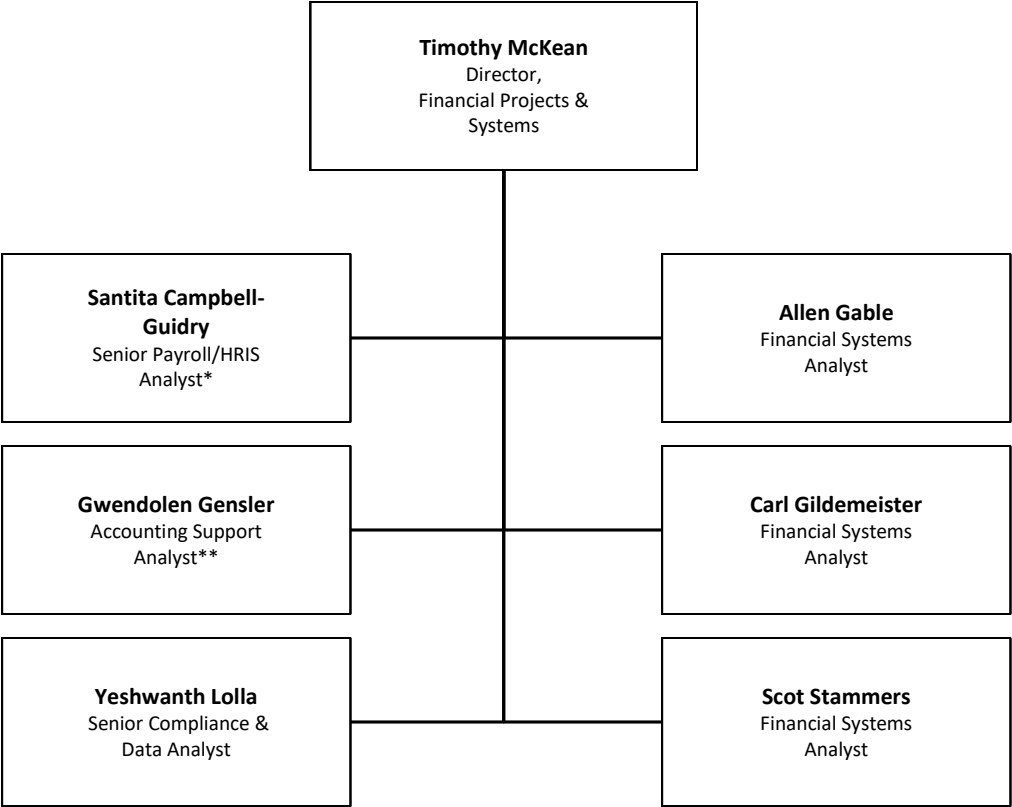 Timothy McKean
Director,
Financial Projects &
Systems
Santita Campbell-
Guidry
Senior Payroll/HRIS
Analyst*
Allen Gable
Financial Systems
Analyst
Gwendolen Gensler
Accounting Support
Analyst**
Carl Gildemeister
Financial Systems
Analyst
Yeshwanth Lolla
Senior Compliance &
Data Analyst
Scot Stammers
Financial Systems
Analyst